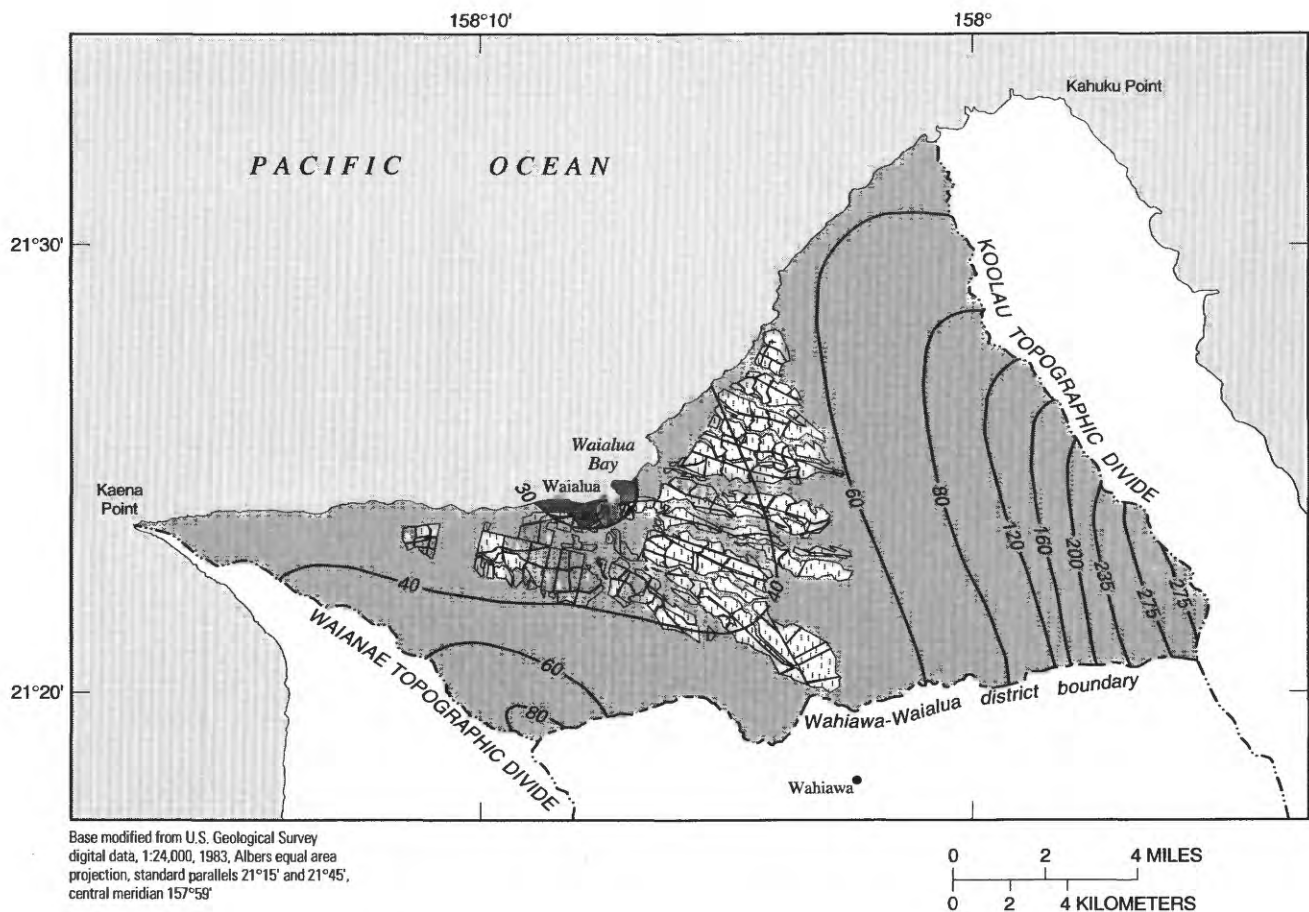 158°10'
158°
Kahuku Point
PACIFIC OCEAN
21°30'
KOOLAU TOPOGRAPHIC DIVIDE
Waialua
Bay
Waialua
30
Kaena
Point
60
80
120
160
200
235
275
275
40
40
60
80
WAIANAE TOPOGRAPHIC DIVIDE
21°20'
Wahiawa-Waialua district boundary
Wahiawa
Base modified from U.S. Geological Survey
digital data, 1:24,000, 1983, Albers equal area
projection, standard parallels 21°15' and 21°45',
central meridian 157°59'
0 2 4 MILES
0 2 4 KILOMETERS